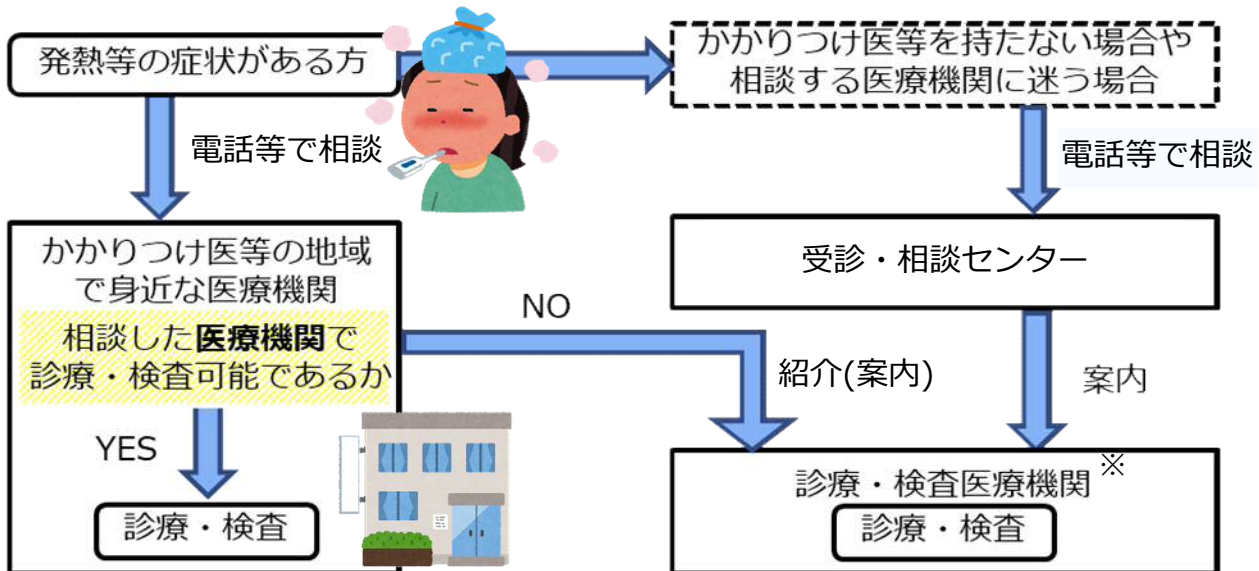 発熱等の症状がある方
かかりつけ医等を持たない場合や
相談する医療機関に迷う場合
電話等で相談
電話等で相談
かかりつけ医等の地域
で身近な医療機関
相談した医療機関で
診療・検査可能であるか
YES
診療・検査
NO
紹介(案内)
受診・相談センター
案内
診療・検査医療機関※
診療・検査